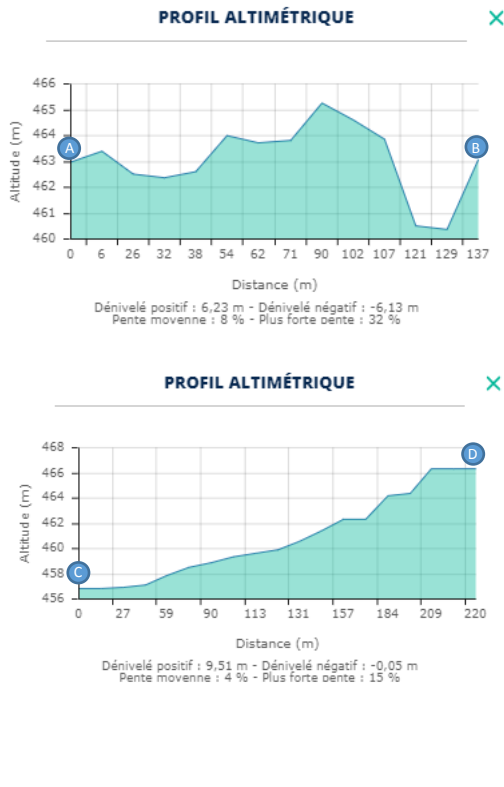 PROFIL ALTIMÉTRIQUE ×
Altitude (m)
466
465
464
463
462
461
460
A
B
0 6 26 32 38 54 62 71 90 102 107 121 129 137
Distance (m)
Dénivelé positif : 6,23 m - Dénivelé négatif : -6,13 m
Pente moyenne : 8 % - Plus forte pente : 32 %
PROFIL ALTIMÉTRIQUE ×
Altitude (m)
468
466
464
462
460
458
456
D
C
0 27 59 90 113 131 157 184 209 220
Distance (m)
Dénivelé positif : 9,51 m - Dénivelé négatif : -0,05 m
Pente moyenne : 4 % - Plus forte pente : 15 %